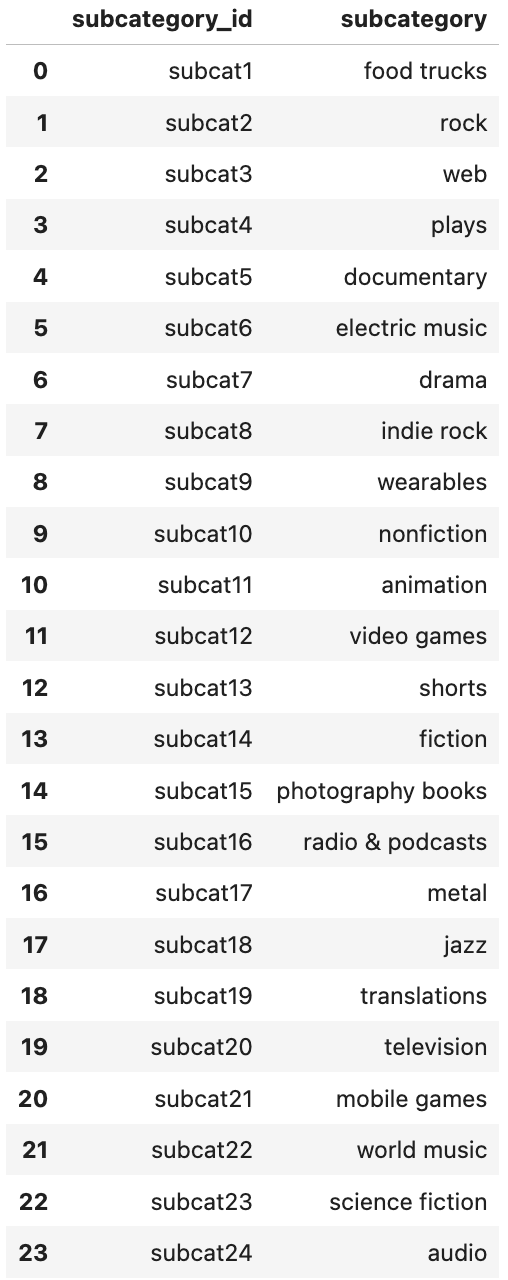 subcategory_id subcategory
0 subcat1 food trucks
1 subcat2 rock
2 subcat3 web
3 subcat4 plays
4 subcat5 documentary
5 subcat6 electric music
6 subcat7 drama
7 subcat8 indie rock
8 subcat9 wearables
9 subcat10 nonfiction
10 subcat11 animation
11 subcat12 video games
12 subcat13 shorts
13 subcat14 fiction
14 subcat15 photography books
15 subcat16 radio & podcasts
16 subcat17 metal
17 subcat18 jazz
18 subcat19 translations
19 subcat20 television
20 subcat21 mobile games
21 subcat22 world music
22 subcat23 science fiction
23 subcat24 audio